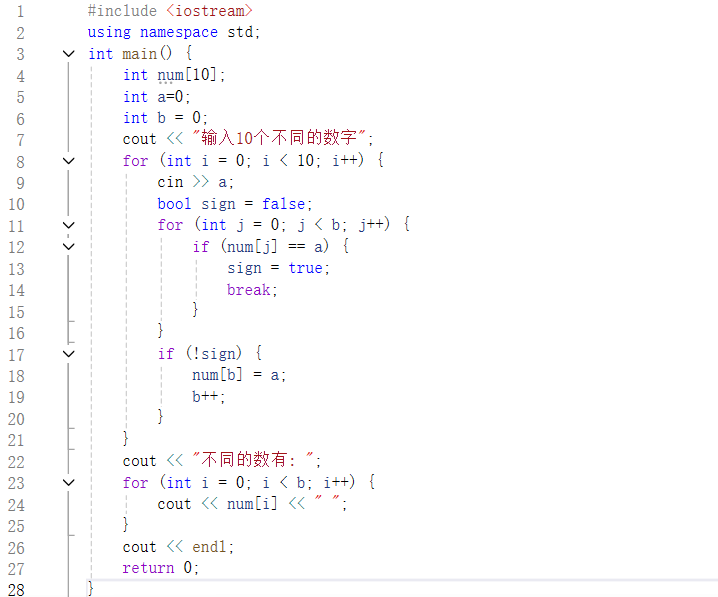 1 #include <iostream>
2 using namespace std;
3 int main() {
4 int num[10];
5 int a=0;
6 int b = 0;
7 cout << "输入10个不同的数字";
8 for (int i = 0; i < 10; i++) {
9 cin >> a;
10 bool sign = false;
11 for (int j = 0; j < b; j++) {
12 if (num[j] == a) {
13 sign = true;
14 break;
15 }
16 }
17 if (!sign) {
18 num[b] = a;
19 b++;
20 }
21 }
22 cout << "不同的数有: ";
23 for (int i = 0; i < b; i++) {
24 cout << num[i] << " ";
25 }
26 cout << endl;
27 return 0;
28 }